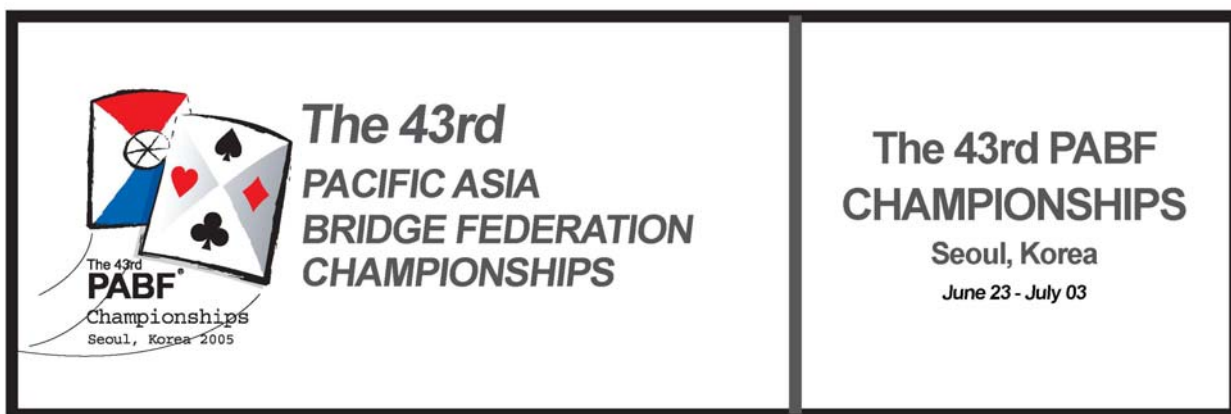 The 43rd
PABF®
Championships
Seoul, Korea 2005
The 43rd
PACIFIC ASIA
BRIDGE FEDERATION
CHAMPIONSHIPS
The 43rd PABF
CHAMPIONSHIPS
Seoul, Korea
June 23 - July 03